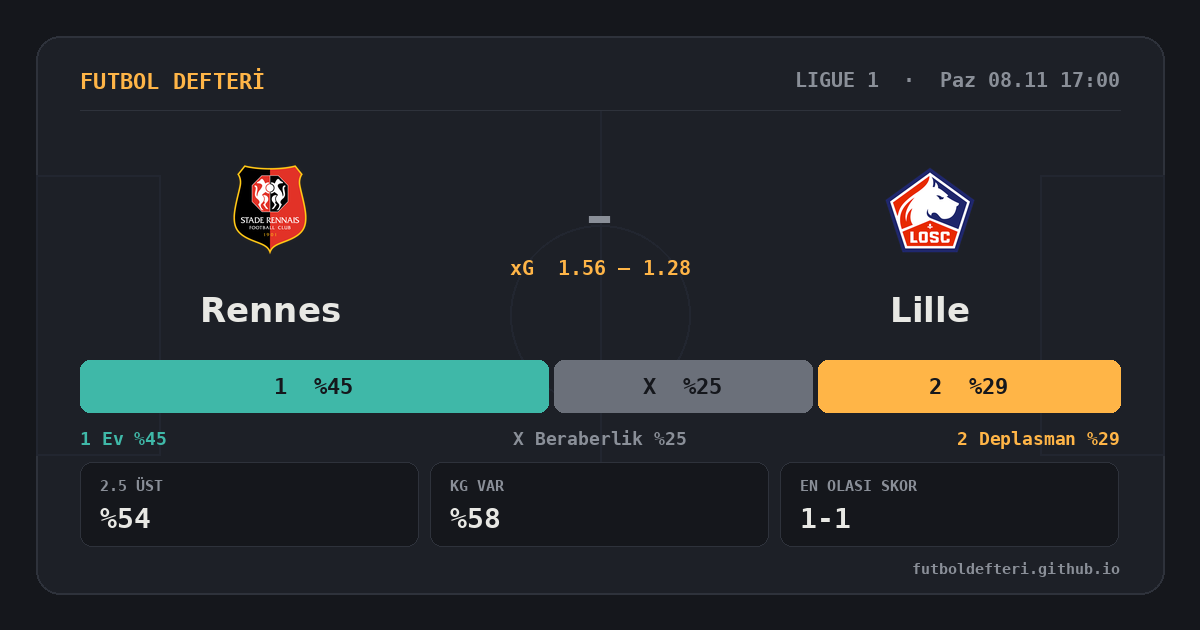 FUTBOL DEFTERİ
LIGUE 1 · Paz 08.11 17:00
STADE RENNAIS
FOOTBALL CLUB
LOSC
–
xG 1.56 – 1.28
Rennes
Lille
1 %45
X %25
2 %29
1 Ev %45
X Beraberlik %25
2 Deplasman %29
2.5 ÜST
KG VAR
EN OLASI SKOR
%54
%58
1-1
futboldefteri.github.io